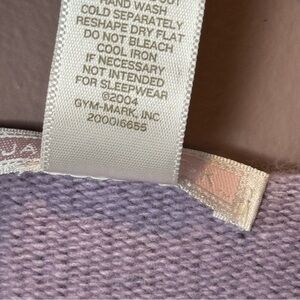 HAND WASH
COLD SEPARATELY
RESHAPE DRY FLAT
DO NOT BLEACH
COOL IRON
IF NECESSARY
NOT INTENDED
FOR SLEEPWEAR
©2004
GYM-MARK, INC
200016655